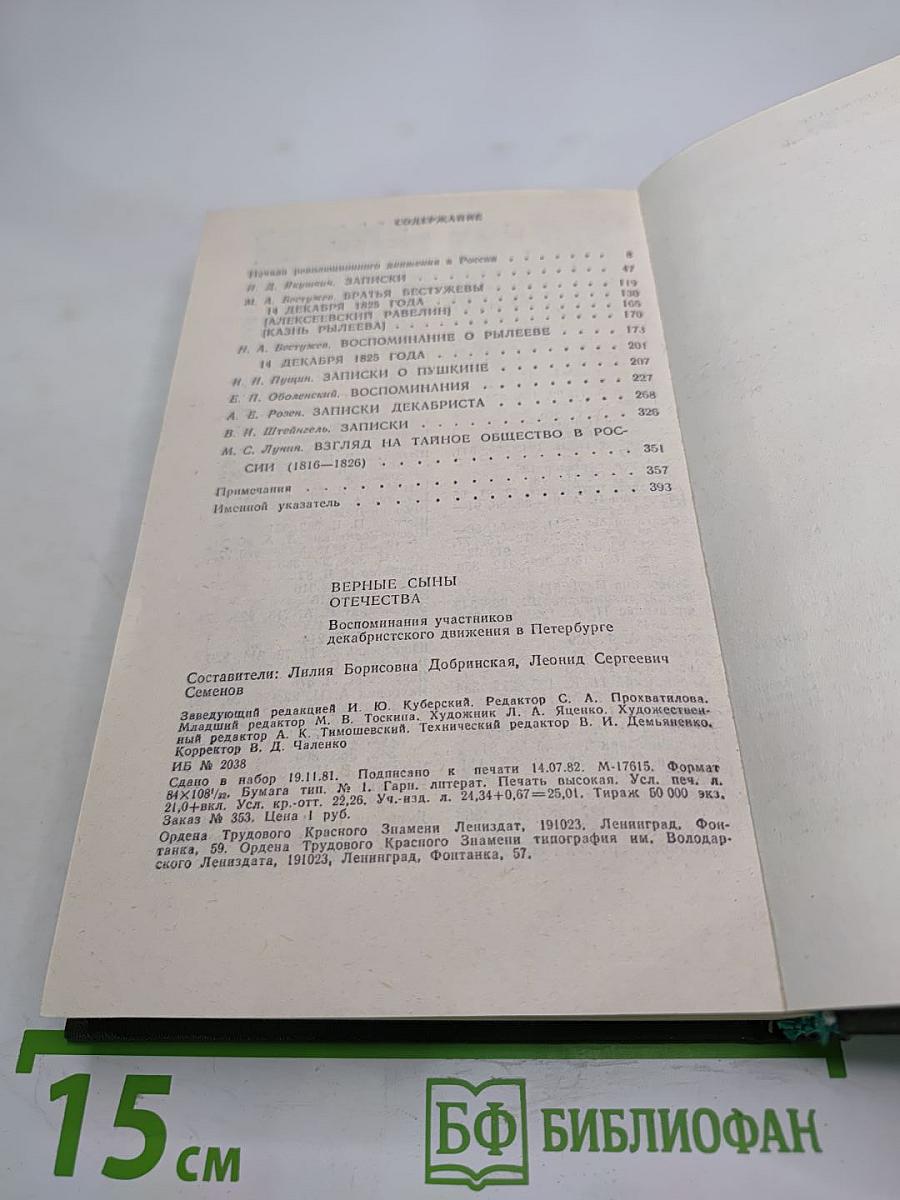 СОДЕРЖАНИЕ
Начало революционного движения в России . . . . . . . 8
И. Д. Якушкин. ЗАПИСКИ . . . . . . . . . . 47
М. А. Бестужев. БРАТЬЯ БЕСТУЖЕВЫ . . . . . . . 119
14 ДЕКАБРЯ 1825 ГОДА . . . . . . . . . 130
[АЛЕКСЕЕВСКИЙ РАВЕЛИН] . . . . . . . . 165
[КАЗНЬ РЫЛЕЕВА] . . . . . . . . . . 170
Н. А. Бестужев. ВОСПОМИНАНИЕ О РЫЛЕЕВЕ . . . . 173
14 ДЕКАБРЯ 1825 ГОДА . . . . . . . . . 201
И. И. Пущин. ЗАПИСКИ О ПУШКИНЕ . . . . . . 207
Е. П. Оболенский. ВОСПОМИНАНИЯ . . . . . . 227
А. Е. Розен. ЗАПИСКИ ДЕКАБРИСТА . . . . . . 268
В. И. Штейнгель. ЗАПИСКИ . . . . . . . . . 326
М. С. Лунин. ВЗГЛЯД НА ТАЙНОЕ ОБЩЕСТВО В РОС-
СИИ (1816—1826) . . . . . . . . . . . 351
Примечания . . . . . . . . . . . . . 357
Именной указатель . . . . . . . . . . . 393
ВЕРНЫЕ СЫНЫ
ОТЕЧЕСТВА
Воспоминания участников
декабристского движения в Петербурге
Составители: Лилия Борисовна Добринская, Леонид Сергеевич
Семенов
Заведующий редакцией И. Ю. Куберский. Редактор С. А. Прохватилова.
Младший редактор М. В. Тоскина. Художник Л. А. Яценко. Художествен-
ный редактор А. К. Тимошевский. Технический редактор В. И. Демьяненко.
Корректор В. Д. Чаленко
ИБ № 2038
Сдано в набор 19.11.81. Подписано к печати 14.07.82. М-17615. Формат
84×108¹/₃₂. Бумага тип. № 1. Гарн. литерат. Печать высокая. Усл. печ. л.
21,0+вкл. Усл. кр.-отт. 22,26. Уч.-изд. л. 24,34+0,67=25,01. Тираж 50 000 экз.
Заказ № 353. Цена 1 руб.
Ордена Трудового Красного Знамени Лениздат, 191023, Ленинград, Фон-
танка, 59. Ордена Трудового Красного Знамени типография им. Володар-
ского Лениздата, 191023, Ленинград, Фонтанка, 57.
15 см
БФ БИБЛИОФАН